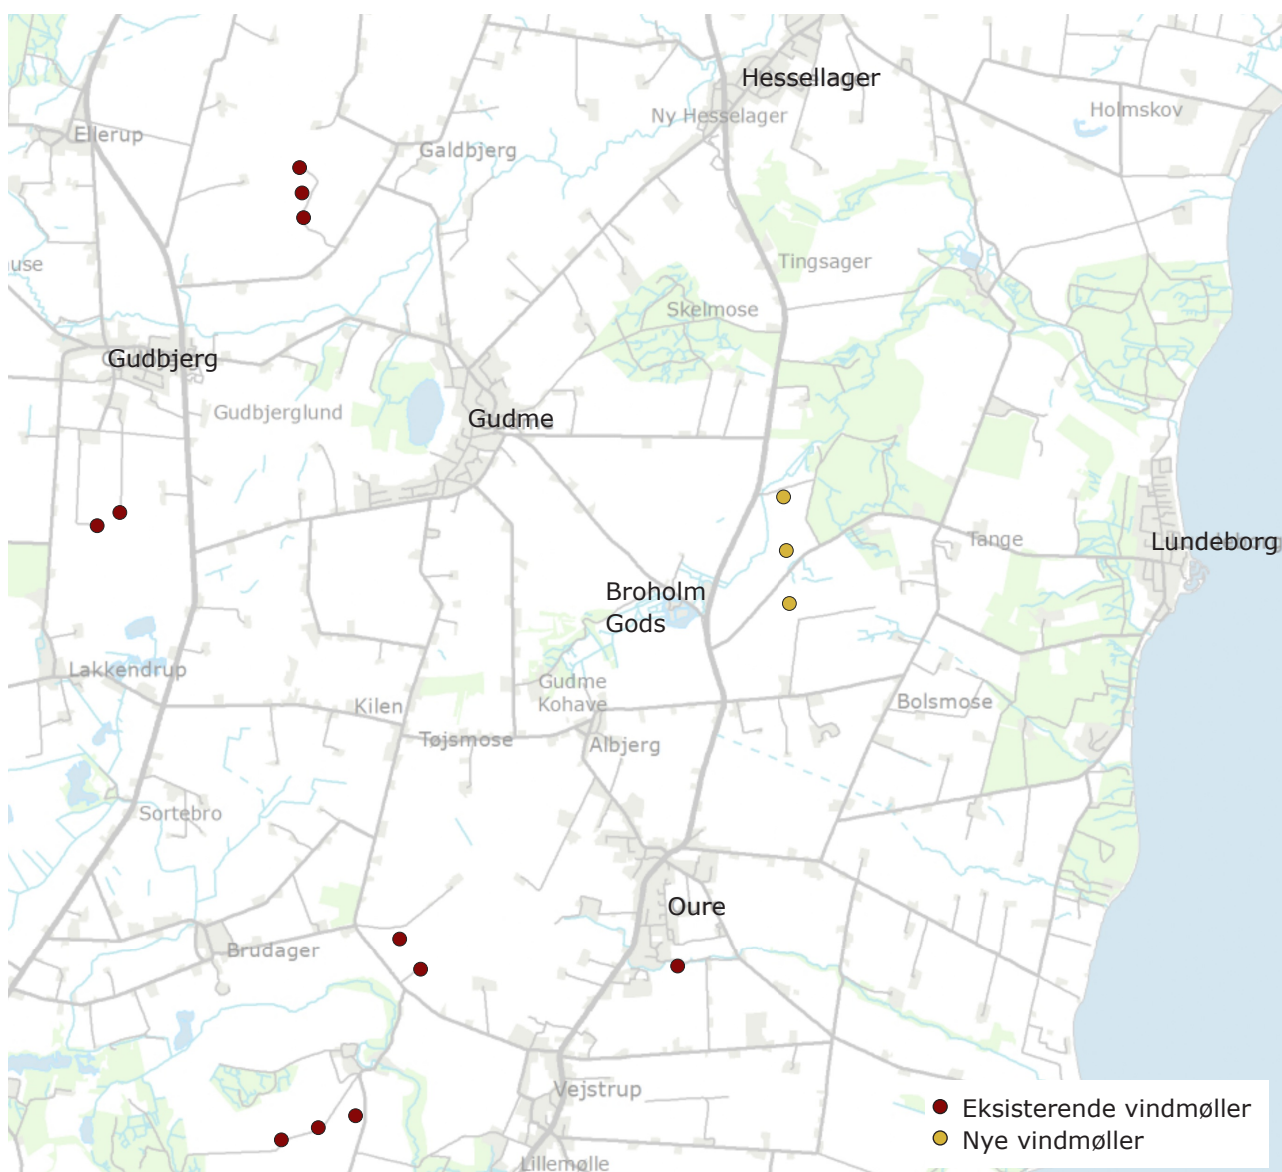 Hessellager
Ny Hesselager
Holmskov
Ellerup
Galdbjerg
Tingsager
use
Skelmose
Gudbjerg
Gudbjerglund
Gudme
Tange
Lundeborg
Broholm
Gods
Lakkendrup
Gudme
Kohave
Kilen
Bolsmose
Tøjsmose
Albjerg
Sortebro
Oure
Brudager
Vejstrup
Lillemølle
Eksisterende vindmøller
Nye vindmøller